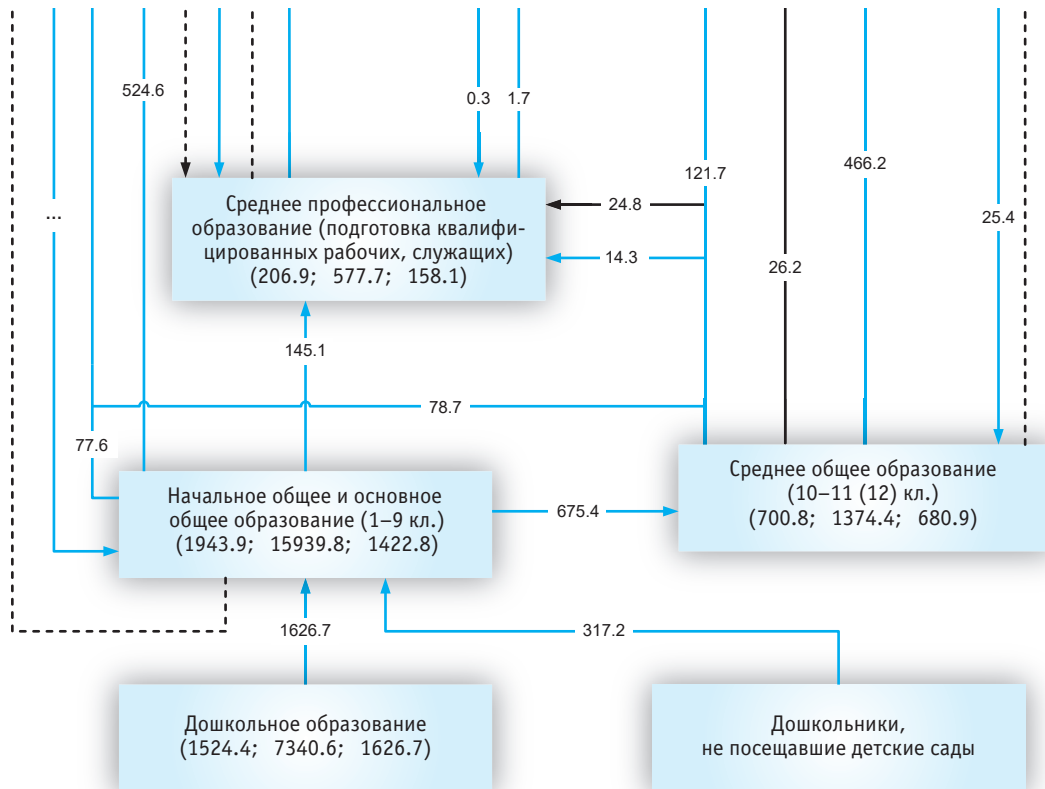 524.6
0.3
1.7
121.7
466.2
...
25.4
Среднее профессиональное
образование (подготовка квалифи-
цированных рабочих, служащих)
(206.9; 577.7; 158.1)
24.8
14.3
26.2
145.1
78.7
77.6
Начальное общее и основное
общее образование (1–9 кл.)
(1943.9; 15939.8; 1422.8)
675.4
Среднее общее образование
(10–11 (12) кл.)
(700.8; 1374.4; 680.9)
1626.7
317.2
Дошкольное образование
(1524.4; 7340.6; 1626.7)
Дошкольники,
не посещавшие детские сады